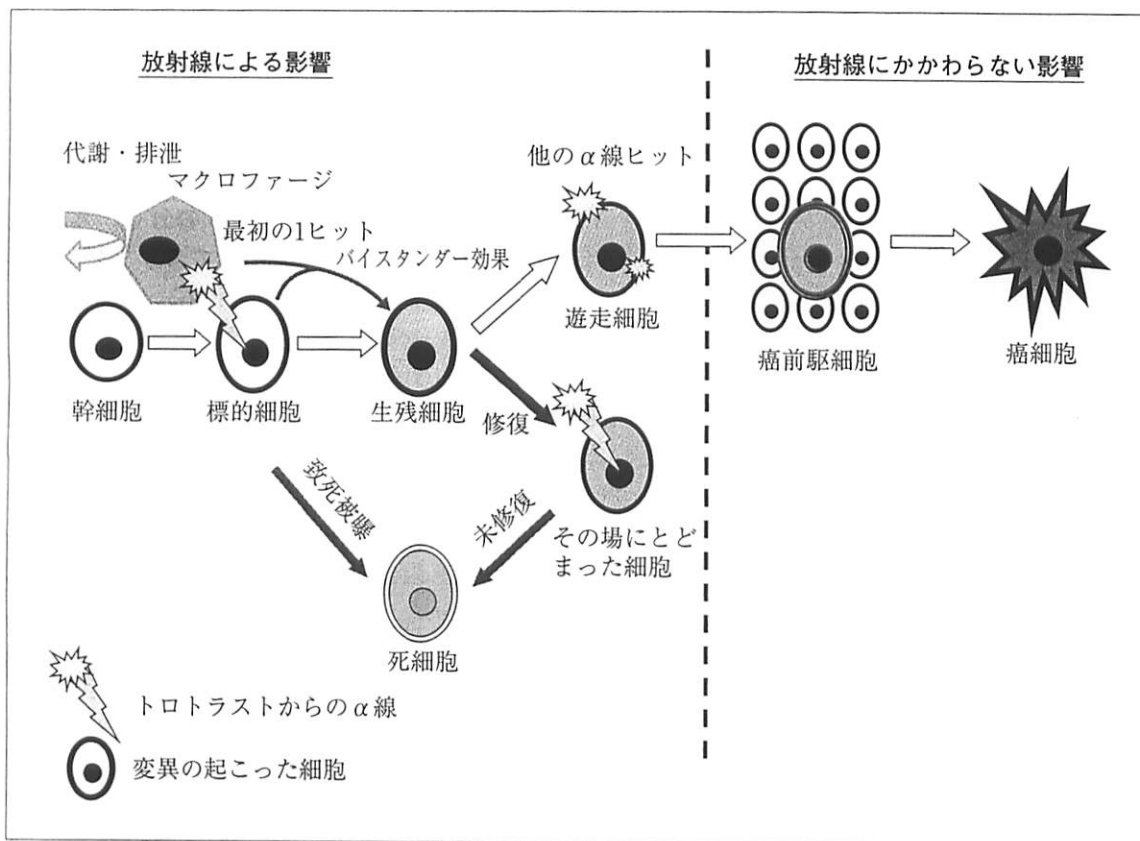 放射線による影響
放射線にかかわらない影響
代謝・排泄
マクロファージ
最初の1ヒット
バイスタンダー効果
他のα線ヒット
幹細胞
標的細胞
生残細胞
遊走細胞
癌前駆細胞
癌細胞
修復
致死被曝
未修復
その場にとど
まった細胞
死細胞
トロトラストからのα線
変異の起こった細胞